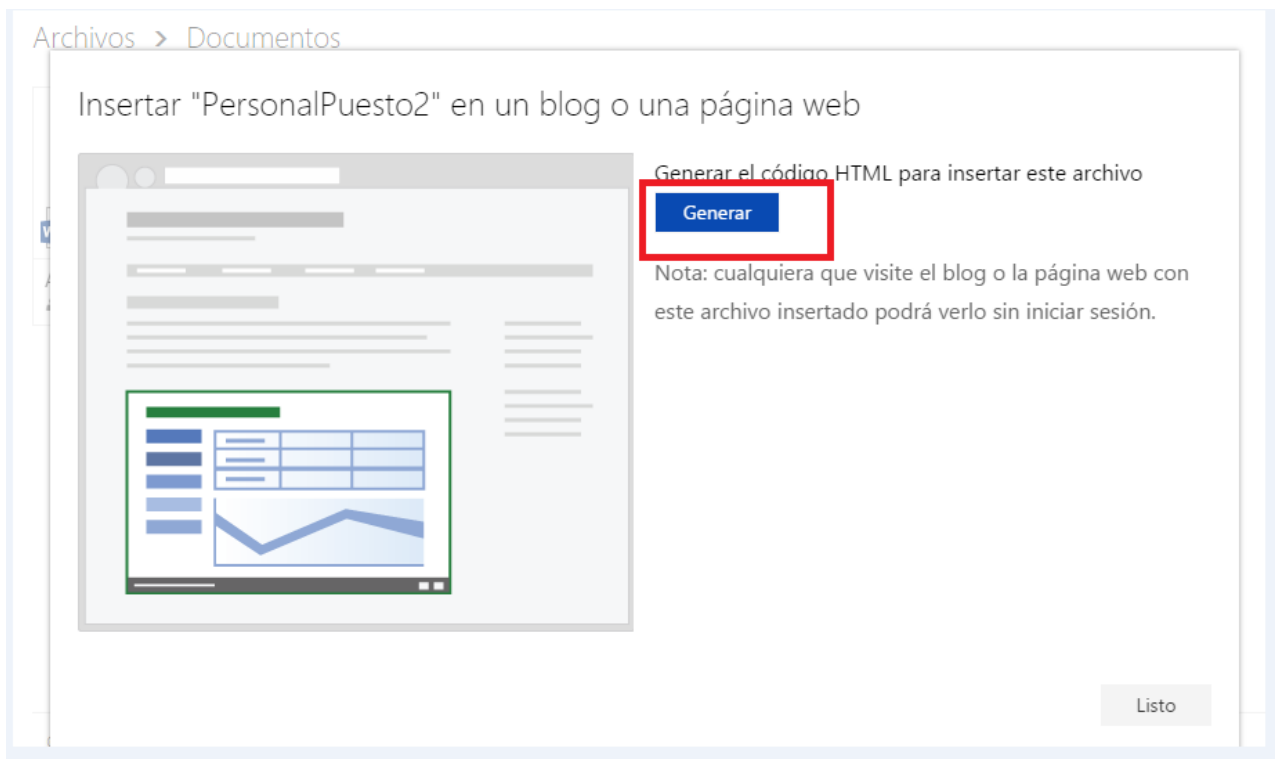 Archivos > Documentos
Insertar "PersonalPuesto2" en un blog o una página web
Generar el código HTML para insertar este archivo
Generar
Nota: cualquiera que visite el blog o la página web con
este archivo insertado podrá verlo sin iniciar sesión.
Listo